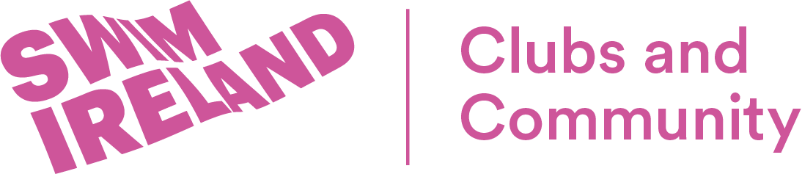 SWIM
IRELAND
Clubs and
Community